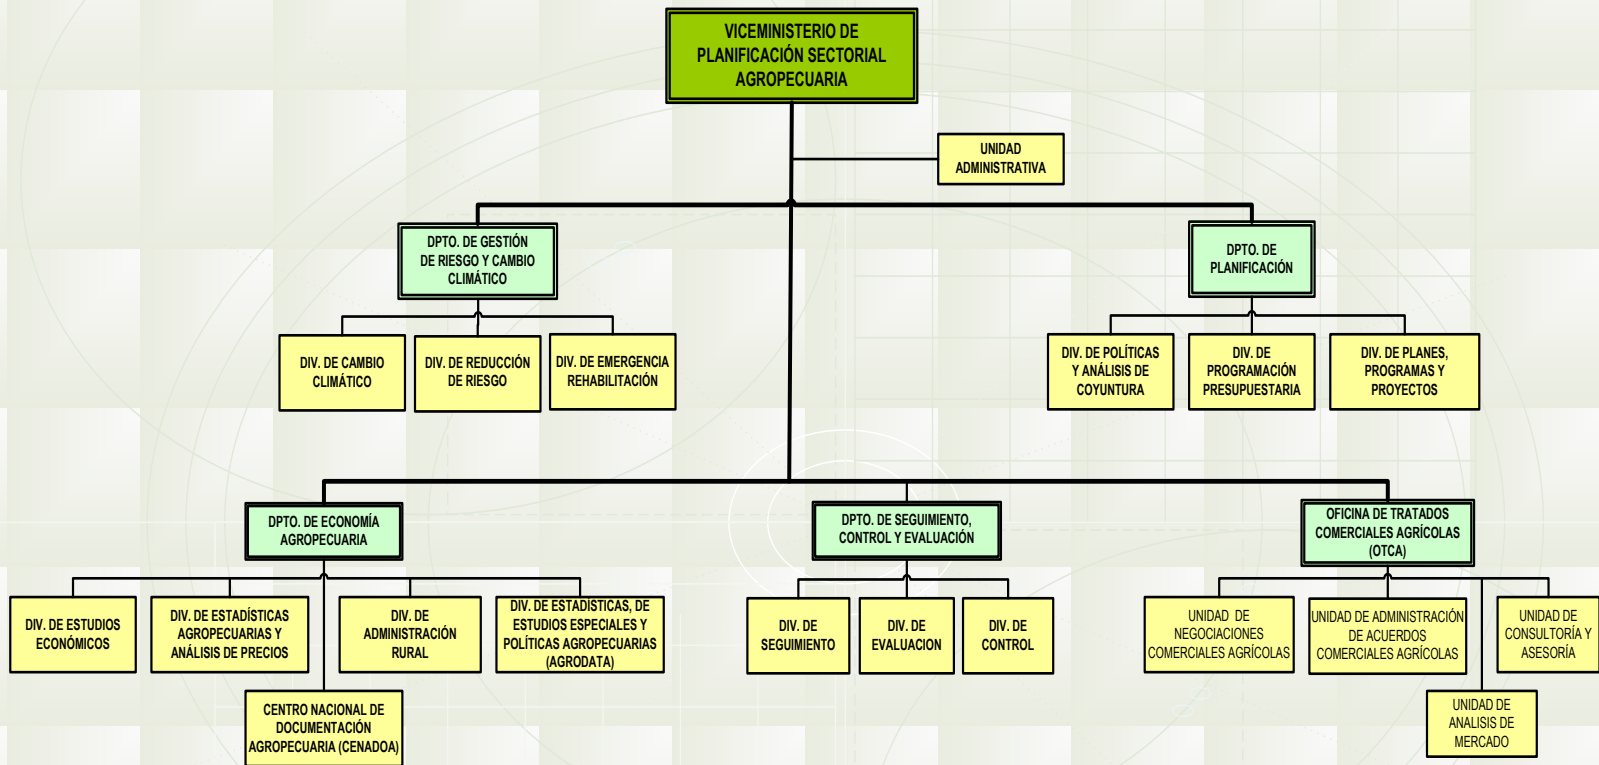 VICEMINISTERIO DE
PLANIFICACIÓN SECTORIAL
AGROPECUARIA
UNIDAD
ADMINISTRATIVA
DPTO. DE GESTIÓN
DE RIESGO Y CAMBIO
CLIMÁTICO
DPTO. DE
PLANIFICACIÓN
DIV. DE CAMBIO
CLIMÁTICO
DIV. DE REDUCCIÓN
DE RIESGO
DIV. DE EMERGENCIA
REHABILITACIÓN
DIV. DE POLÍTICAS
Y ANÁLISIS DE
COYUNTURA
DIV. DE
PROGRAMACIÓN
PRESUPUESTARIA
DIV. DE PLANES,
PROGRAMAS Y
PROYECTOS
DPTO. DE ECONOMÍA
AGROPECUARIA
DPTO. DE SEGUIMIENTO,
CONTROL Y EVALUACIÓN
OFICINA DE TRATADOS
COMERCIALES AGRÍCOLAS
(OTCA)
DIV. DE ESTUDIOS
ECONÓMICOS
DIV. DE ESTADÍSTICAS
AGROPECUARIAS Y
ANÁLISIS DE PRECIOS
DIV. DE
ADMINISTRACIÓN
RURAL
DIV. DE ESTADÍSTICAS, DE
ESTUDIOS ESPECIALES Y
POLÍTICAS AGROPECUARIAS
(AGRODATA)
DIV. DE
SEGUIMIENTO
DIV. DE
EVALUACION
DIV. DE
CONTROL
UNIDAD DE
NEGOCIACIONES
COMERCIALES AGRÍCOLAS
UNIDAD DE ADMINISTRACIÓN
DE ACUERDOS
COMERCIALES AGRÍCOLAS
UNIDAD DE
CONSULTORÍA Y
ASESORÍA
CENTRO NACIONAL DE
DOCUMENTACIÓN
AGROPECUARIA (CENADOA)
UNIDAD DE
ANALISIS DE
MERCADO